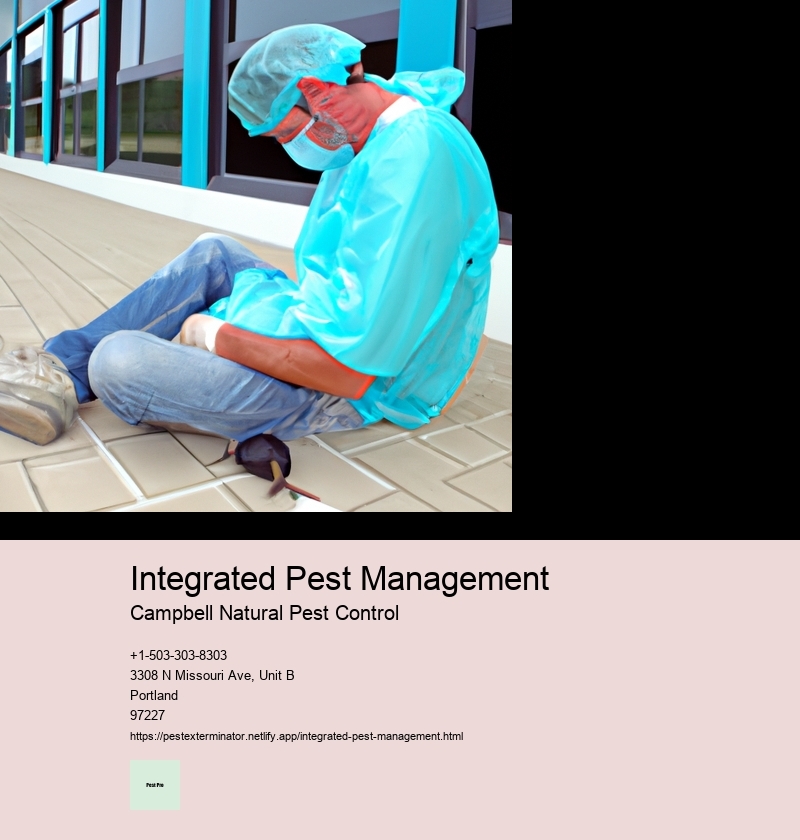 Integrated Pest Management
Campbell Natural Pest Control
+1-503-303-8303
3308 N Missouri Ave, Unit B
Portland
97227
https://pestexterminator.netlify.app/integrated-pest-management.html
Pest Pro